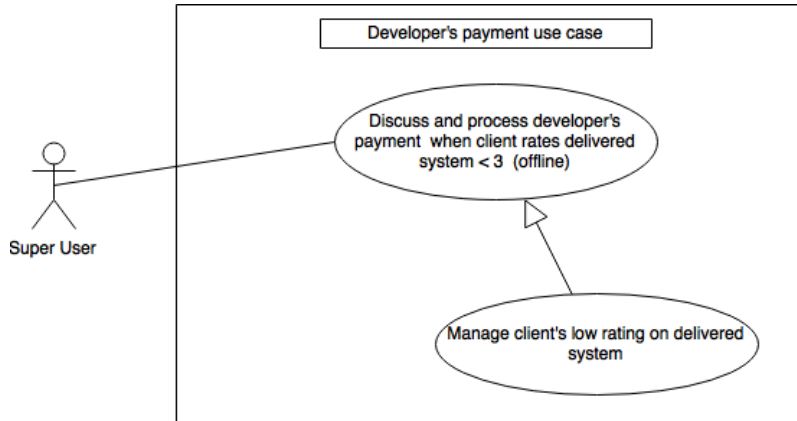 Developer's payment use case
Discuss and process developer's
payment when client rates delivered
system < 3 (offline)
Super User
Manage client's low rating on delivered
system